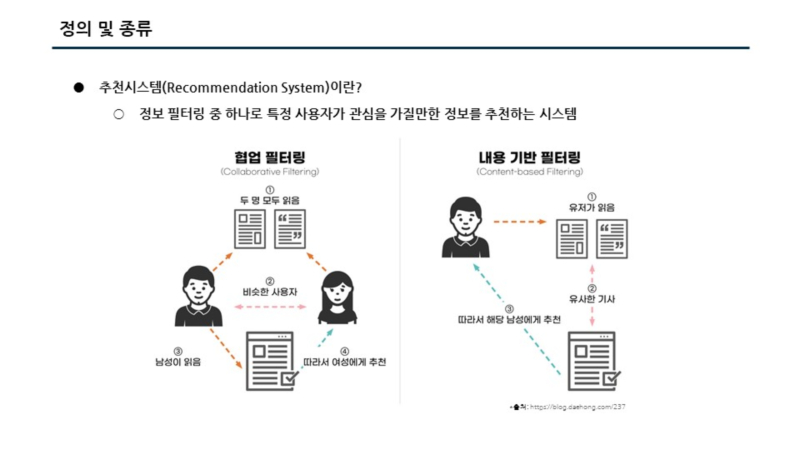 정의 및 종류
● 추천시스템(Recommendation System)이란?
○ 정보 필터링 중 하나로 특정 사용자가 관심을 가질만한 정보를 추천하는 시스템
협업 필터링
(Collaborative Filtering)
①
두 명 모두 읽음
②
비슷한 사용자
③
남성이 읽음
④
따라서 여성에게 추천
내용 기반 필터링
(Content-based Filtering)
①
유저가 읽음
②
유사한 기사
③
따라서 해당 남성에게 추천
*출처: https://blog.daehong.com/237